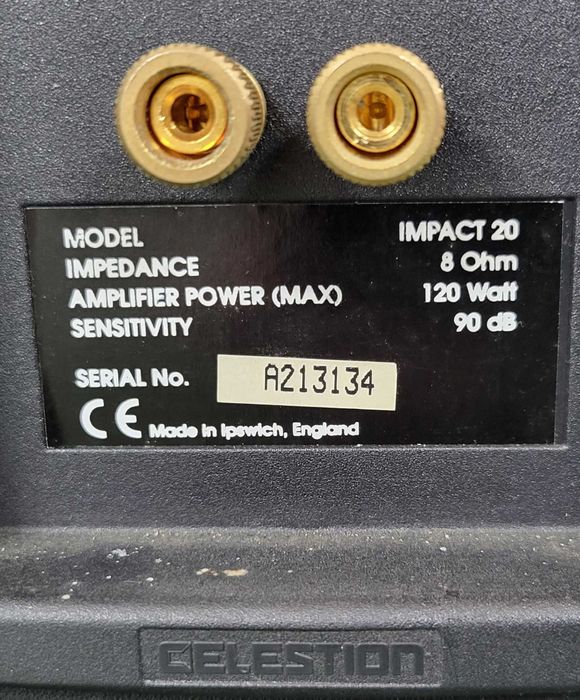 MODEL IMPACT 20
IMPEDANCE 8 Ohm
AMPLIFIER POWER (MAX) 120 Watt
SENSITIVITY 90 dB
SERIAL No. A213134
CE Made in Ipswich, England
CELESTION